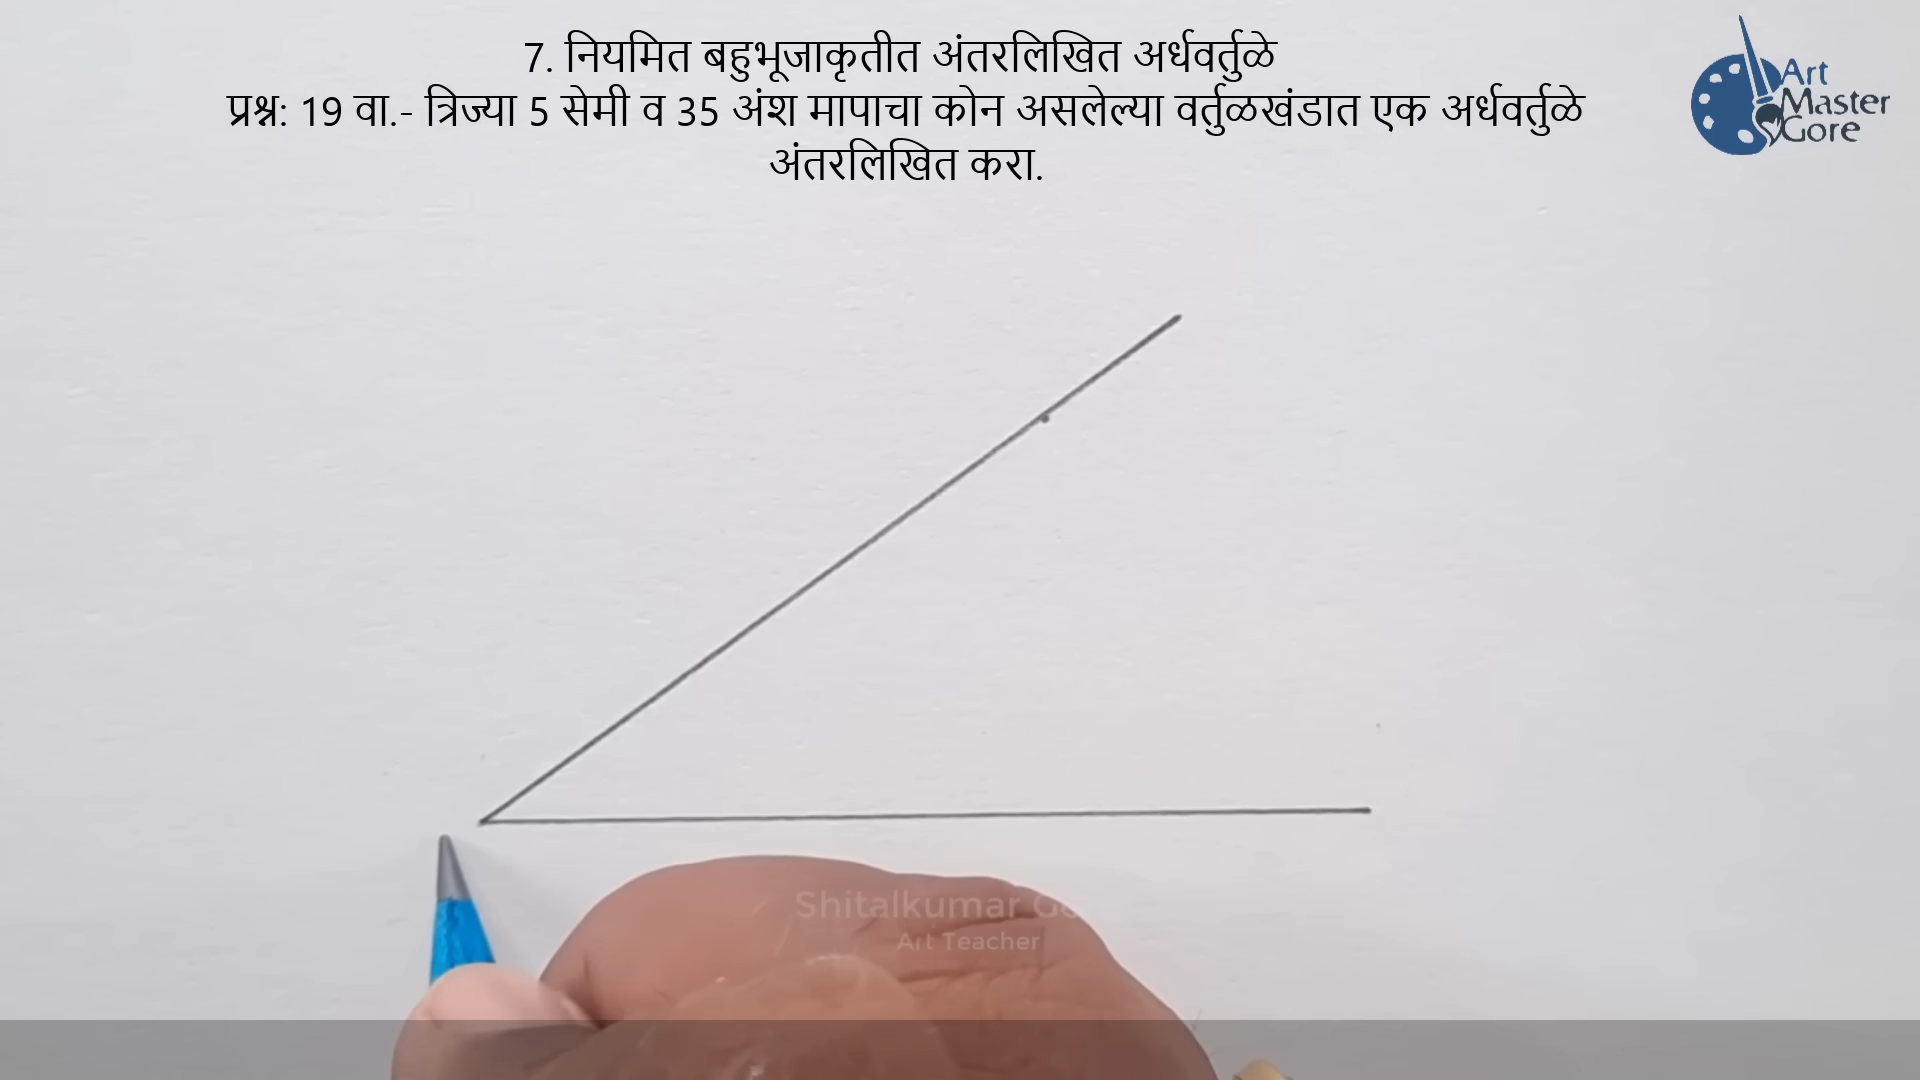 7. नियमित बहुभूजाकृतीत अंतरलिखित अर्धवर्तुळे
प्रश्न: 19 वा.- त्रिज्या 5 सेमी व 35 अंश मापाचा कोन असलेल्या वर्तुळखंडात एक अर्धवर्तुळे
अंतरलिखित करा.
Art
Master
Gore
Shitalkumar Go
Art Teacher